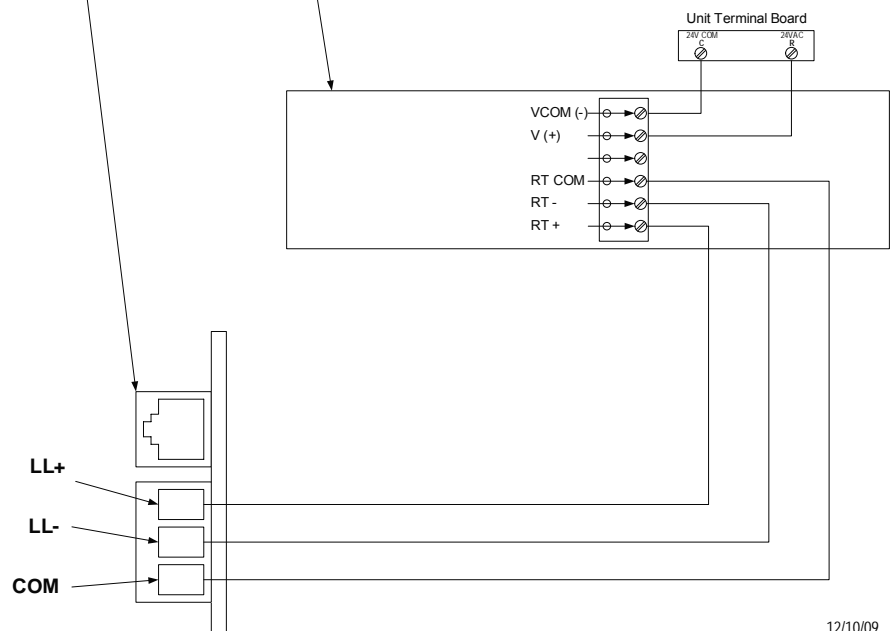 Unit Terminal Board
24V COM 24VAC
C R
VCOM (-)
V (+)
RT COM
RT -
RT +
LL+
LL-
COM
12/10/09